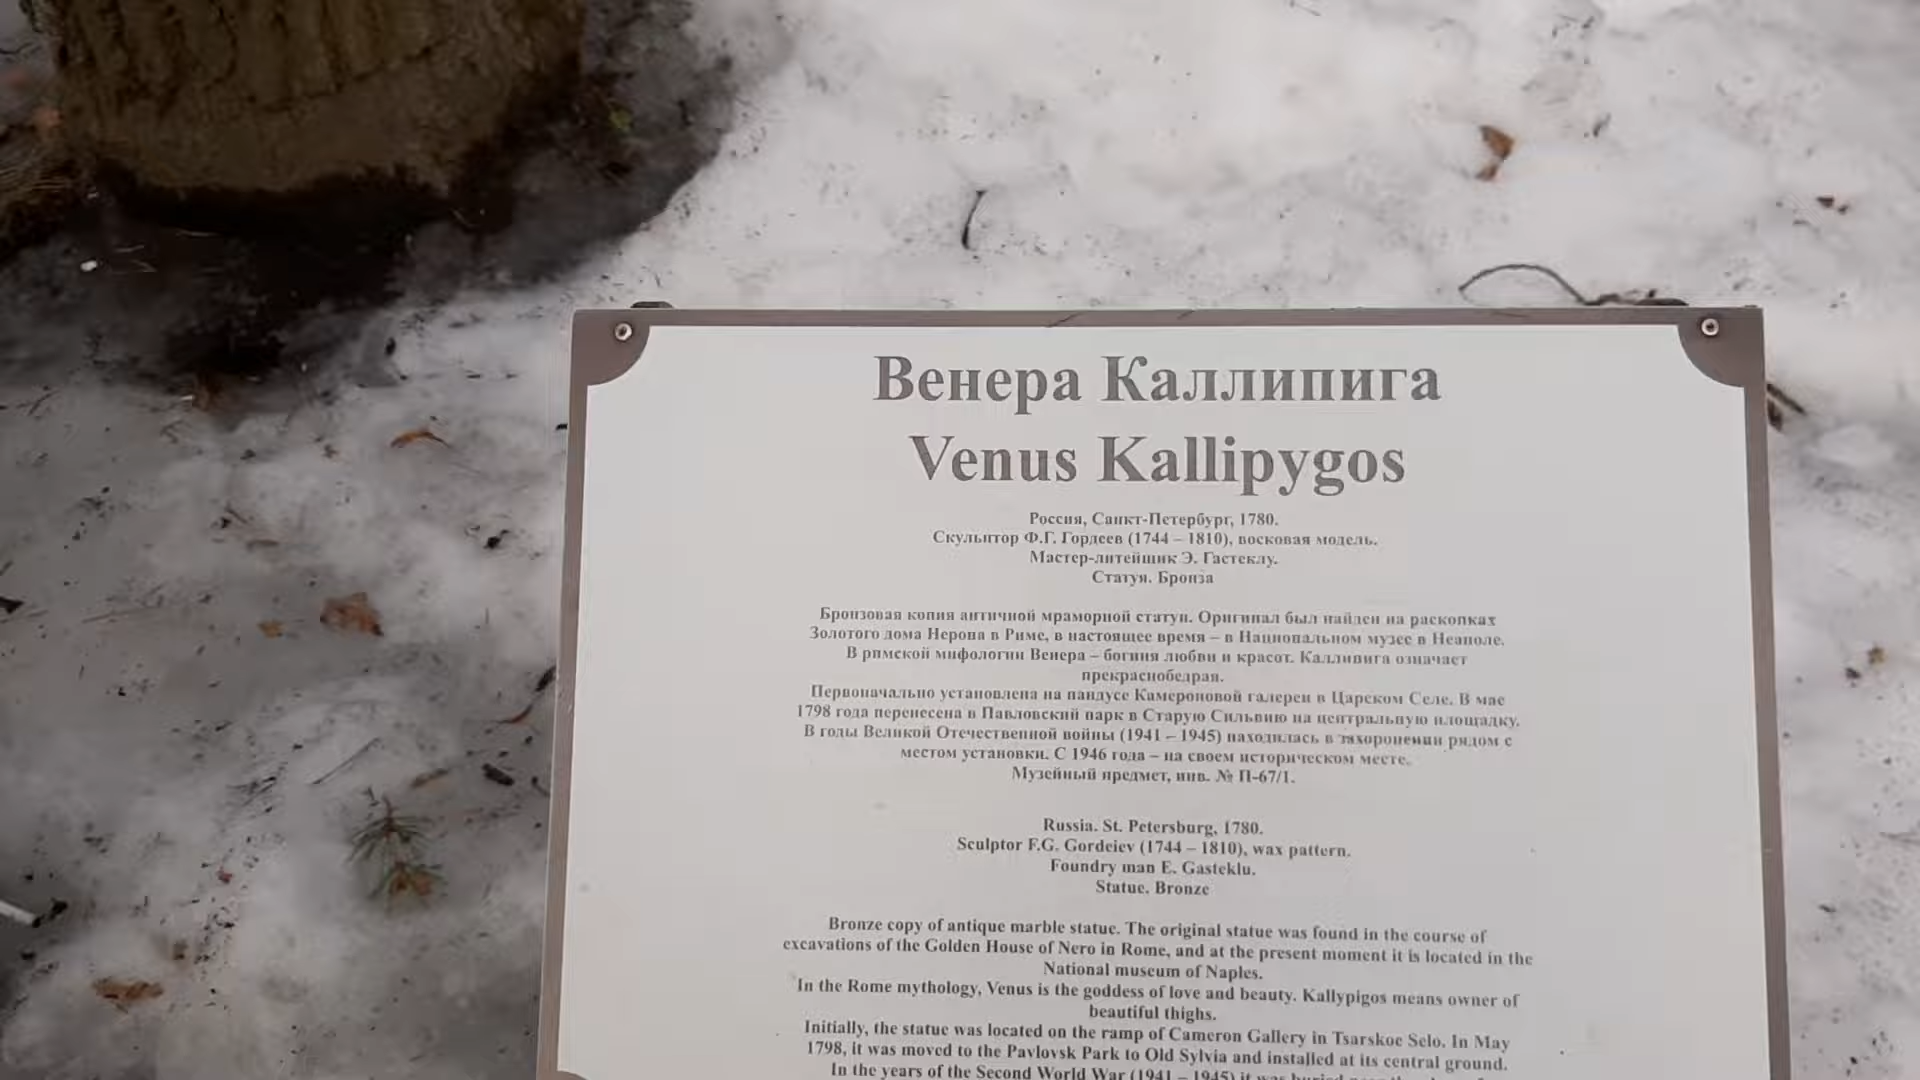 Венера Каллипига
Venus Kallipygos
Россия, Санкт-Петербург, 1780.
Скульптор Ф.Г. Гордеев (1744 – 1810), восковая модель.
Мастер-литейщик Э. Гастеклу.
Статуя. Бронза
Бронзовая копия античной мраморной статуи. Оригинал был найден на раскопках
Золотого дома Нерона в Риме, в настоящее время – в Национальном музее в Неаполе.
В римской мифологии Венера – богиня любви и красот. Каллипига означает
прекраснобедрая.
Первоначально установлена на пандусе Камероновой галереи в Царском Селе. В мае
1798 года перенесена в Павловский парк в Старую Сильвию на центральную площадку.
В годы Великой Отечественной войны (1941 – 1945) находилась в захоронении рядом с
местом установки. С 1946 года – на своем историческом месте.
Музейный предмет, инв. № П-67/1.
Russia. St. Petersburg, 1780.
Sculptor F.G. Gordeiev (1744 – 1810), wax pattern.
Foundry man E. Gasteklu.
Statue. Bronze
Bronze copy of antique marble statue. The original statue was found in the course of
excavations of the Golden House of Nero in Rome, and at the present moment it is located in the
National museum of Naples.
In the Rome mythology, Venus is the goddess of love and beauty. Kallypigos means owner of
beautiful thighs.
Initially, the statue was located on the ramp of Cameron Gallery in Tsarskoe Selo. In May
1798, it was moved to the Pavlovsk Park to Old Sylvia and installed at its central ground.
In the years of the Second World War (1941 – 1945) it was buried